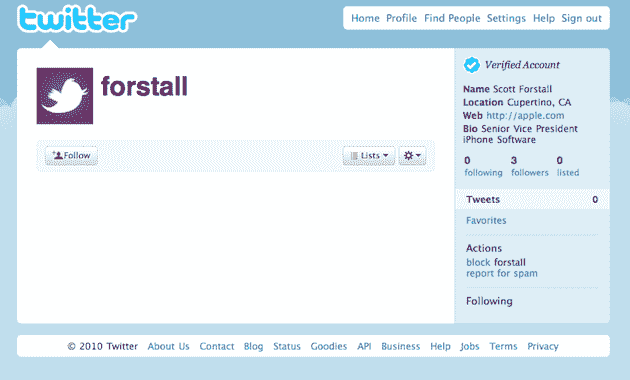 twitter
Home Profile Find People Settings Help Sign out
forstall
Follow
Lists
Verified Account
Name Scott Forstall
Location Cupertino, CA
Web http://apple.com
Bio Senior Vice President
iPhone Software
0 3 0
following followers listed
Tweets 0
Favorites
Actions
block forstall
report for spam
Following
© 2010 Twitter About Us Contact Blog Status Goodies API Business Help Jobs Terms Privacy